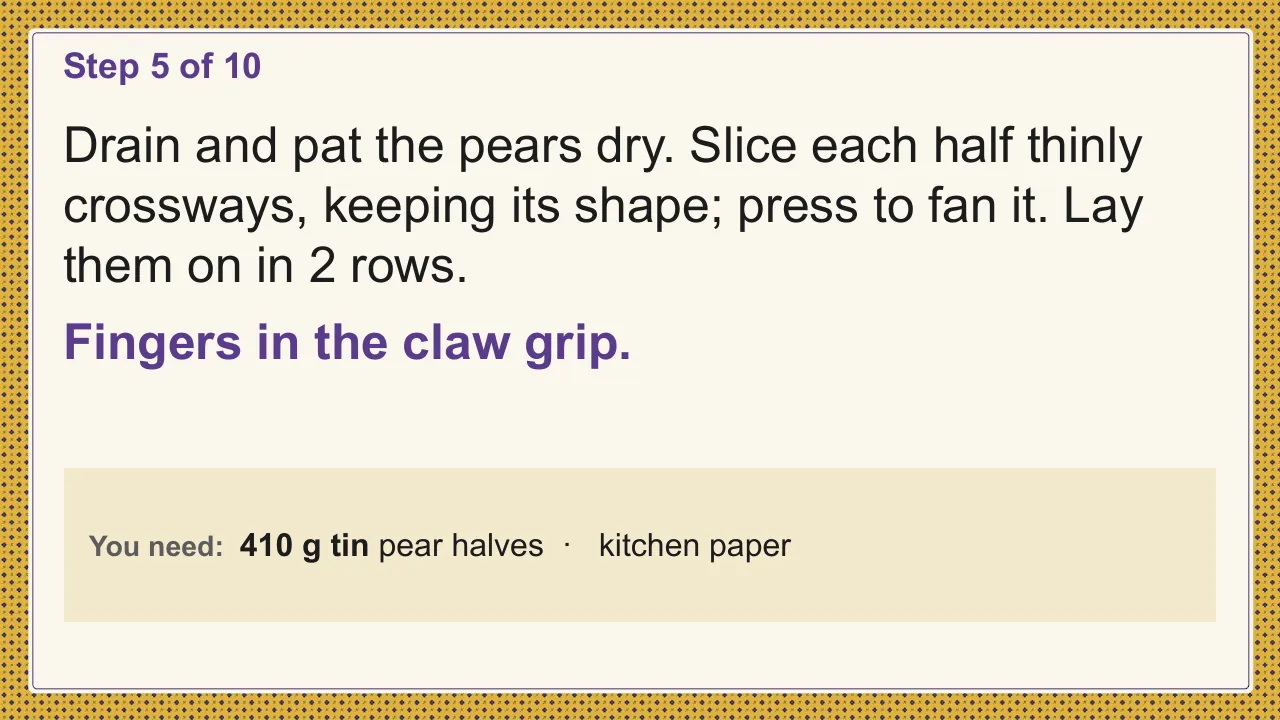 Step 5 of 10
Drain and pat the pears dry. Slice each half thinly
crossways, keeping its shape; press to fan it. Lay
them on in 2 rows.
Fingers in the claw grip.
You need: 410 g tin pear halves · kitchen paper